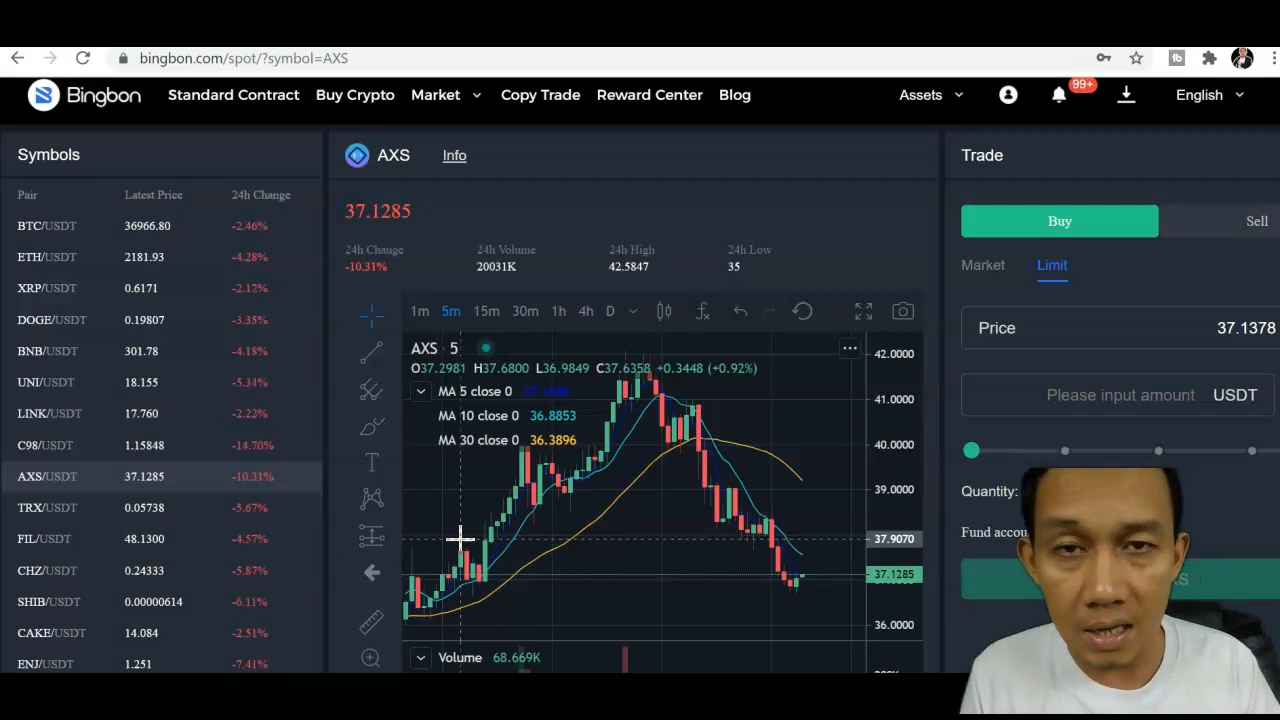 bingbon.com/spot/?symbol=AXS
Bingbon Standard Contract Buy Crypto Market Copy Trade Reward Center Blog Assets 99+ English
Symbols
Pair Latest Price 24h Change
BTC/USDT 36966.80 -2.46%
ETH/USDT 2181.93 -4.28%
XRP/USDT 0.6171 -2.12%
DOGE/USDT 0.19807 -3.35%
BNB/USDT 301.78 -4.18%
UNI/USDT 18.155 -5.34%
LINK/USDT 17.760 -2.22%
C98/USDT 1.15848 -14.70%
AXS/USDT 37.1285 -10.31%
TRX/USDT 0.05738 -5.67%
FIL/USDT 48.1300 -4.57%
CHZ/USDT 0.24333 -5.87%
SHIB/USDT 0.00000614 -6.11%
CAKE/USDT 14.084 -2.51%
ENJ/USDT 1.251 -7.41%
AXS Info
37.1285
24h Change 24h Volume 24h High 24h Low
-10.31% 20031K 42.5847 35
1m 5m 15m 30m 1h 4h D
AXS · 5
O37.2981 H37.6800 L36.9849 C37.6358 +0.3448 (+0.92%)
MA 5 close 0
MA 10 close 0 36.8853
MA 30 close 0 36.3896
42.0000
41.0000
40.0000
39.0000
37.9070
37.1285
36.0000
Volume 68.669K
Trade
Buy Sell
Market Limit
Price 37.1378
Please input amount USDT
Quantity:
Fund